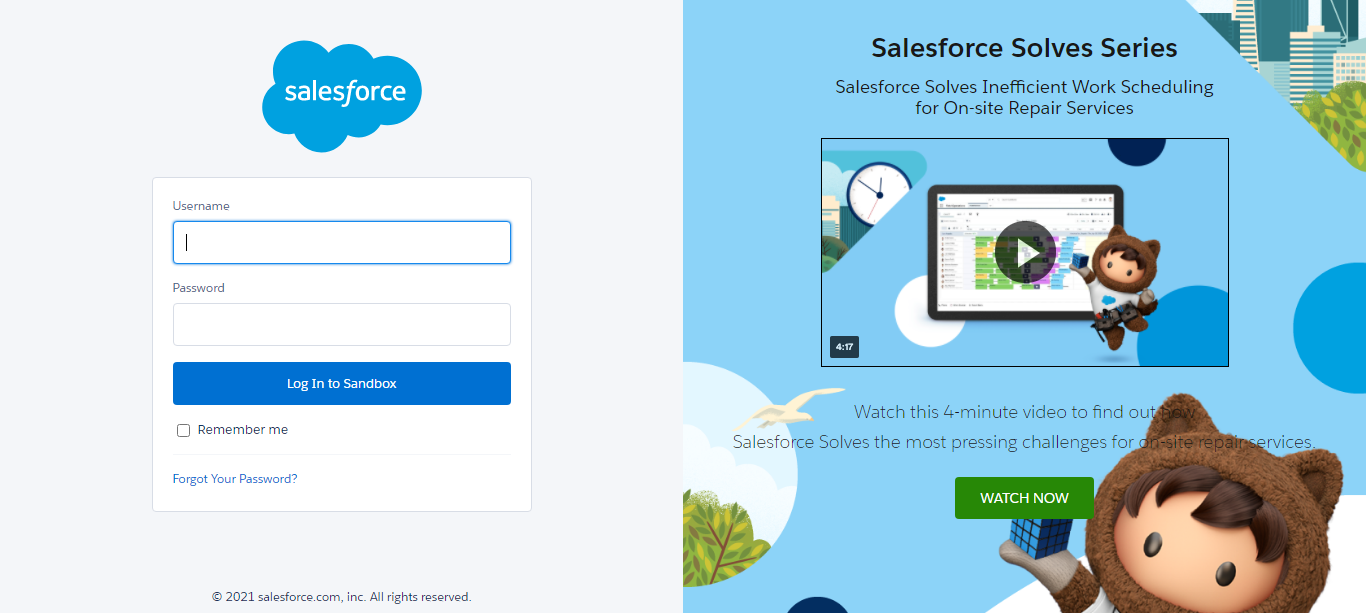 salesforce
Username
Password
Log In to Sandbox
Remember me
Forgot Your Password?
© 2021 salesforce.com, inc. All rights reserved.
Salesforce Solves Series
Salesforce Solves Inefficient Work Scheduling
for On-site Repair Services
4:17
Watch this 4-minute video to find out how
Salesforce Solves the most pressing challenges for on-site repair services.
WATCH NOW